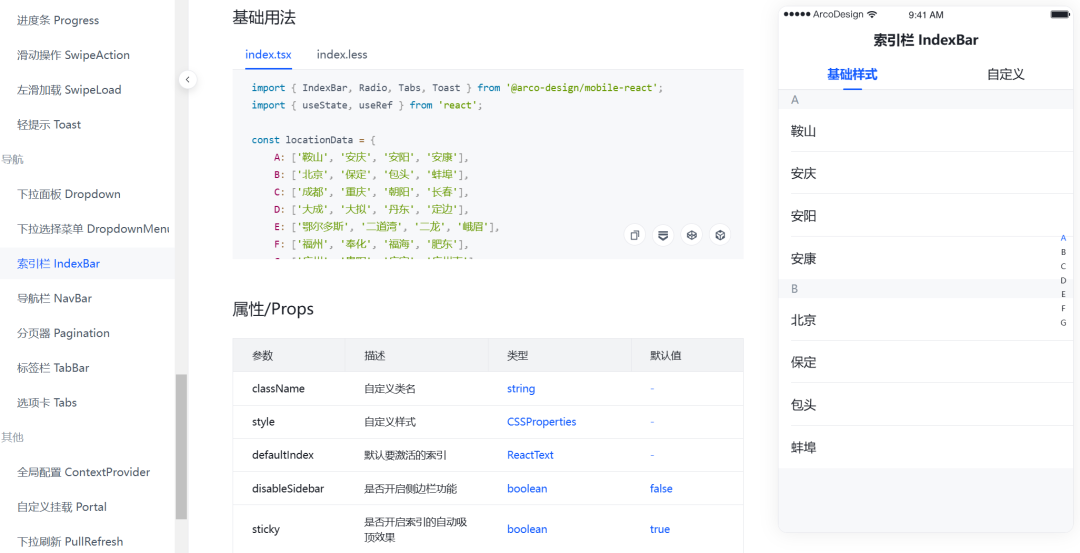 进度条 Progress
滑动操作 SwipeAction
左滑加载 SwipeLoad
轻提示 Toast
导航
下拉面板 Dropdown
下拉选择菜单 DropdownMenu
索引栏 IndexBar
导航栏 NavBar
分页器 Pagination
标签栏 TabBar
选项卡 Tabs
其他
全局配置 ContextProvider
自定义挂载 Portal
下拉刷新 PullRefresh
基础用法
index.tsx index.less
import { IndexBar, Radio, Tabs, Toast } from '@arco-design/mobile-react';
import { useState, useRef } from 'react';
const locationData = {
A: ['鞍山', '安庆', '安阳', '安康'],
B: ['北京', '保定', '包头', '蚌埠'],
C: ['成都', '重庆', '朝阳', '长春'],
D: ['大成', '大拟', '丹东', '定边'],
E: ['鄂尔多斯', '二道湾', '二龙', '峨眉'],
F: ['福州', '奉化', '福海', '肥东'],
属性/Props
参数 描述 类型 默认值
className 自定义类名 string -
style 自定义样式 CSSProperties -
defaultIndex 默认要激活的索引 ReactText -
disableSidebar 是否开启侧边栏功能 boolean false
sticky 是否开启索引的自动吸顶效果 boolean true
ArcoDesign 9:41 AM
索引栏 IndexBar
基础样式 自定义
A
鞍山
安庆
安阳
安康
B
北京
保定
包头
蚌埠
A
B
C
D
E
F
G